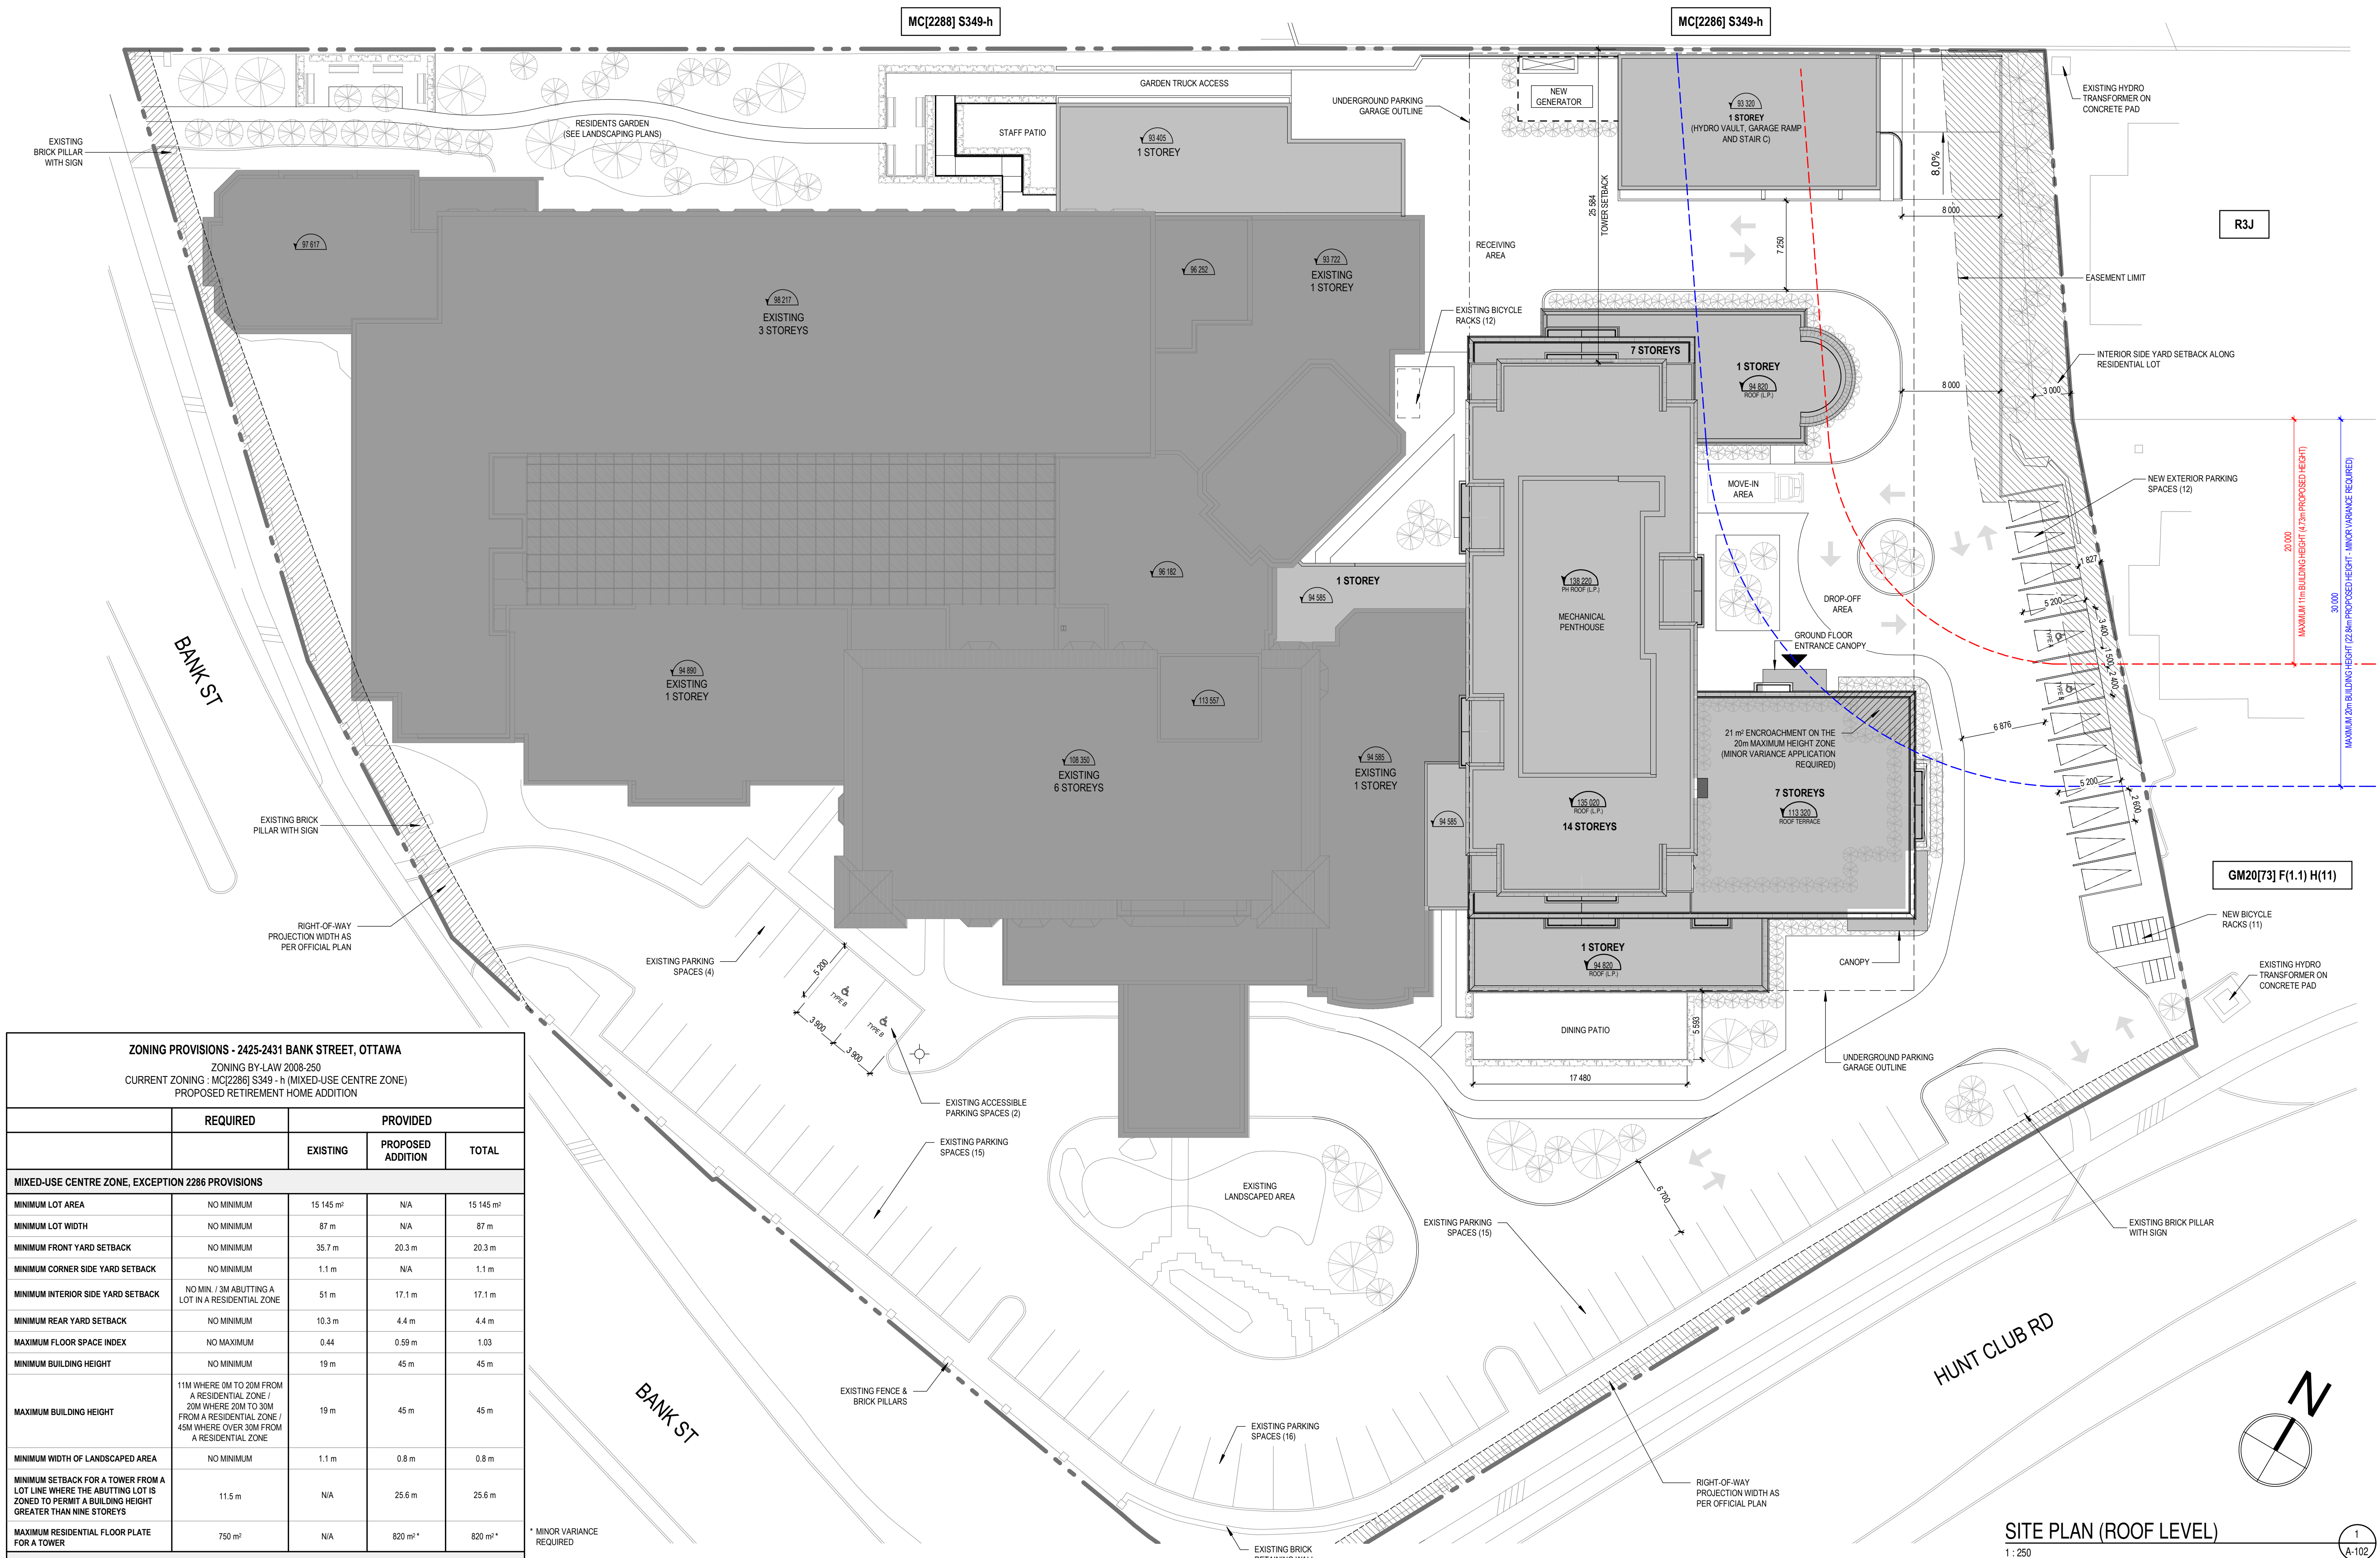 MC[2288] S349-h
MC[2286] S349-h
GARDEN TRUCK ACCESS
UNDERGROUND PARKING
GARAGE OUTLINE
NEW
GENERATOR
93 320
1 STOREY
(HYDRO VAULT, GARAGE RAMP
AND STAIR C)
EXISTING HYDRO
TRANSFORMER ON
CONCRETE PAD
EXISTING
BRICK PILLAR
WITH SIGN
RESIDENTS GARDEN
(SEE LANDSCAPING PLANS)
STAFF PATIO
93 405
1 STOREY
8,0%
25 584
TOWER SETBACK
8 000
R3J
97 617
98 217
EXISTING
3 STOREYS
96 252
93 722
EXISTING
1 STOREY
RECEIVING
AREA
7 250
EASEMENT LIMIT
EXISTING BICYCLE
RACKS (12)
7 STOREYS
1 STOREY
94 820
ROOF (L.P.)
8 000
3 000
INTERIOR SIDE YARD SETBACK ALONG
RESIDENTIAL LOT
20 000
MAXIMUM 11m BUILDING HEIGHT (4.73m PROPOSED HEIGHT)
30 000
MAXIMUM 20m BUILDING HEIGHT (22.84m PROPOSED HEIGHT - MINOR VARIANCE REQUIRED)
MOVE-IN
AREA
NEW EXTERIOR PARKING
SPACES (12)
96 182
1 STOREY
94 585
138 220
PH ROOF (L.P.)
MECHANICAL
PENTHOUSE
DROP-OFF
AREA
1 827
5 200
3 400
1 500
2 400
TYPE A
TYPE B
GROUND FLOOR
ENTRANCE CANOPY
BANK ST
94 890
EXISTING
1 STOREY
113 557
108 350
EXISTING
6 STOREYS
94 585
EXISTING
1 STOREY
94 585
21 m² ENCROACHMENT ON THE
20m MAXIMUM HEIGHT ZONE
(MINOR VARIANCE APPLICATION
REQUIRED)
6 876
5 200
2 600
7 STOREYS
113 320
ROOF TERRACE
135 020
ROOF (L.P.)
14 STOREYS
EXISTING BRICK
PILLAR WITH SIGN
GM20[73] F(1.1) H(11)
RIGHT-OF-WAY
PROJECTION WIDTH AS
PER OFFICIAL PLAN
EXISTING PARKING
SPACES (4)
5 200
TYPE B
TYPE B
3 900
3 900
1 STOREY
94 820
ROOF (L.P.)
CANOPY
NEW BICYCLE
RACKS (11)
EXISTING HYDRO
TRANSFORMER ON
CONCRETE PAD
DINING PATIO
5 593
17 480
UNDERGROUND PARKING
GARAGE OUTLINE
EXISTING ACCESSIBLE
PARKING SPACES (2)
EXISTING PARKING
SPACES (15)
EXISTING
LANDSCAPED AREA
6 700
EXISTING PARKING
SPACES (15)
EXISTING BRICK PILLAR
WITH SIGN
HUNT CLUB RD
BANK ST
EXISTING FENCE &
BRICK PILLARS
EXISTING PARKING
SPACES (16)
RIGHT-OF-WAY
PROJECTION WIDTH AS
PER OFFICIAL PLAN
EXISTING BRICK
N
SITE PLAN (ROOF LEVEL)
1 : 250
1
A-102
ZONING PROVISIONS - 2425-2431 BANK STREET, OTTAWA
ZONING BY-LAW 2008-250
CURRENT ZONING : MC[2286] S349 - h (MIXED-USE CENTRE ZONE)
PROPOSED RETIREMENT HOME ADDITION
REQUIRED PROVIDED
EXISTING PROPOSED ADDITION TOTAL
MIXED-USE CENTRE ZONE, EXCEPTION 2286 PROVISIONS
MINIMUM LOT AREA NO MINIMUM 15 145 m² N/A 15 145 m²
MINIMUM LOT WIDTH NO MINIMUM 87 m N/A 87 m
MINIMUM FRONT YARD SETBACK NO MINIMUM 35.7 m 20.3 m 20.3 m
MINIMUM CORNER SIDE YARD SETBACK NO MINIMUM 1.1 m N/A 1.1 m
MINIMUM INTERIOR SIDE YARD SETBACK NO MIN. / 3M ABUTTING A LOT IN A RESIDENTIAL ZONE 51 m 17.1 m 17.1 m
MINIMUM REAR YARD SETBACK NO MINIMUM 10.3 m 4.4 m 4.4 m
MAXIMUM FLOOR SPACE INDEX NO MAXIMUM 0.44 0.59 m 1.03
MINIMUM BUILDING HEIGHT NO MINIMUM 19 m 45 m 45 m
MAXIMUM BUILDING HEIGHT
11M WHERE 0M TO 20M FROM
A RESIDENTIAL ZONE /
20M WHERE 20M TO 30M
FROM A RESIDENTIAL ZONE /
45M WHERE OVER 30M FROM
A RESIDENTIAL ZONE
19 m 45 m 45 m
MINIMUM WIDTH OF LANDSCAPED AREA NO MINIMUM 1.1 m 0.8 m 0.8 m
MINIMUM SETBACK FOR A TOWER FROM A
LOT LINE WHERE THE ABUTTING LOT IS
ZONED TO PERMIT A BUILDING HEIGHT
GREATER THAN NINE STOREYS
11.5 m N/A 25.6 m 25.6 m
MAXIMUM RESIDENTIAL FLOOR PLATE
FOR A TOWER
750 m² N/A 820 m² * 820 m² *
* MINOR VARIANCE
REQUIRED